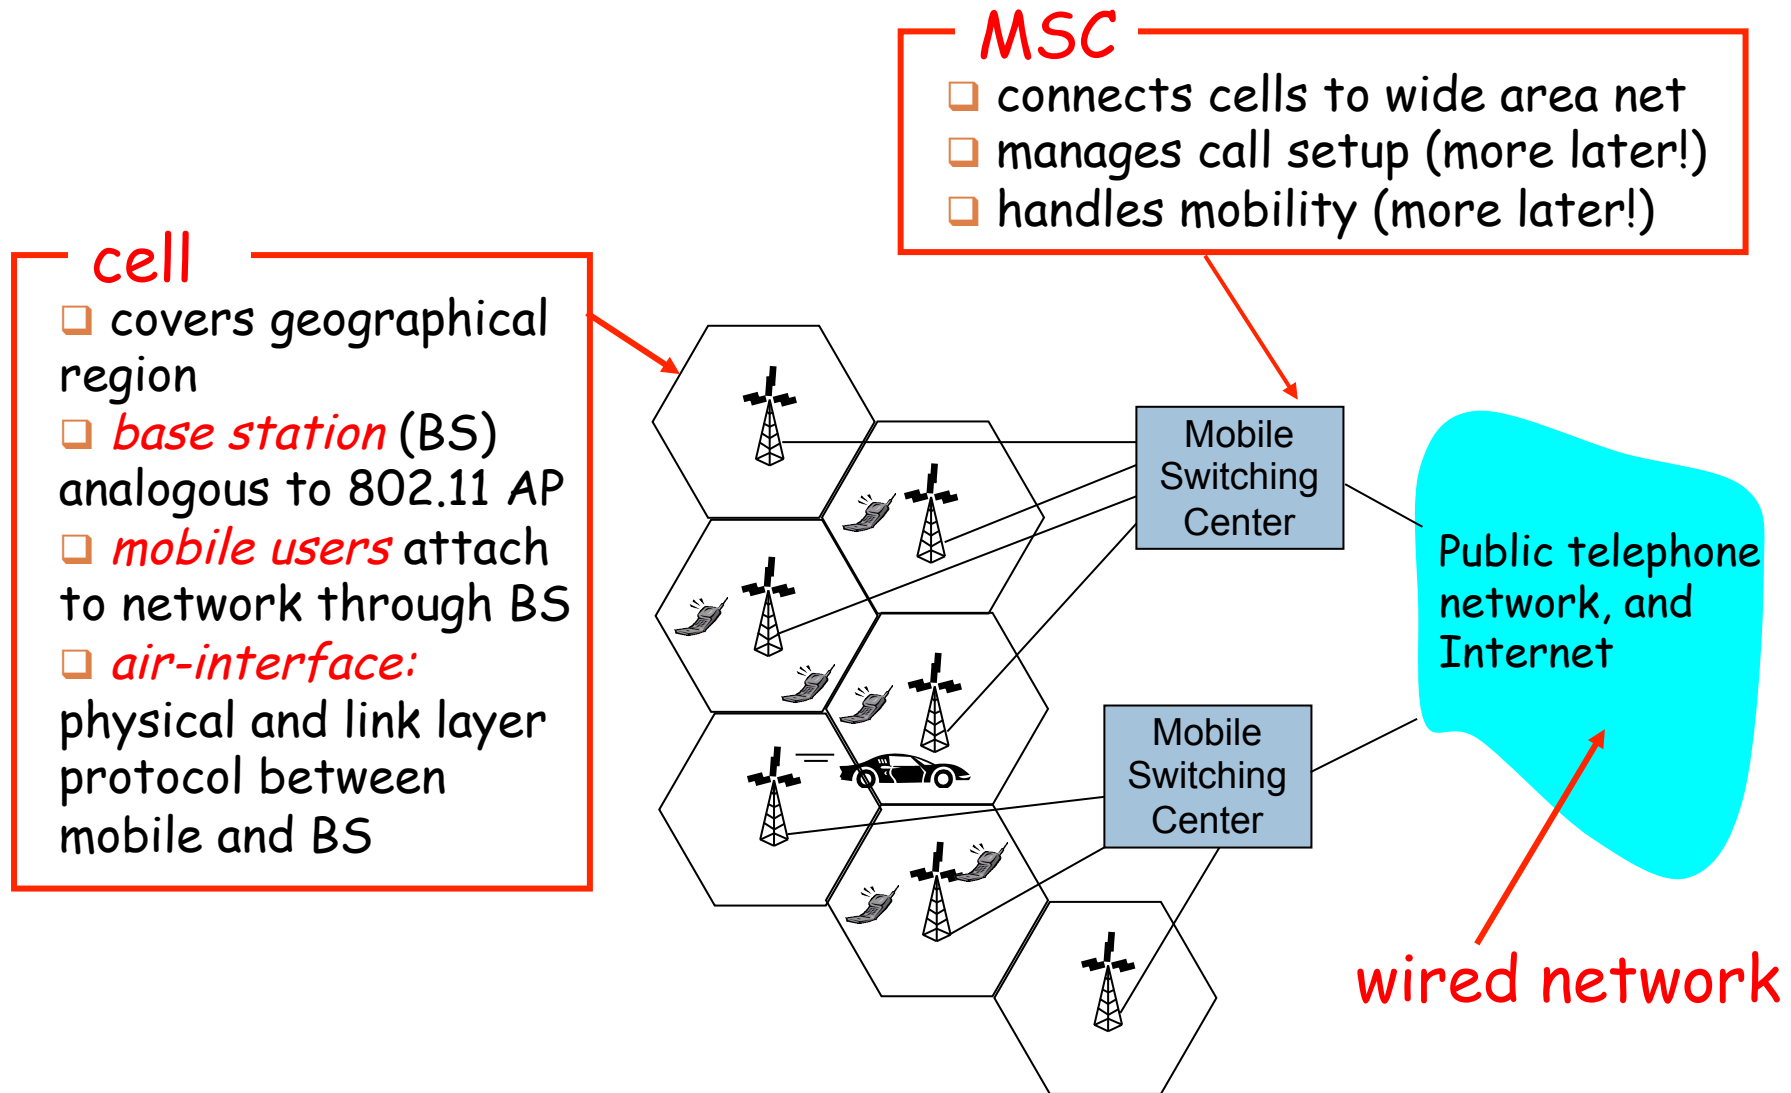 MSC
❑ connects cells to wide area net
❑ manages call setup (more later!)
❑ handles mobility (more later!)
cell
❑ covers geographical
region
❑ base station (BS)
analogous to 802.11 AP
❑ mobile users attach
to network through BS
❑ air-interface:
physical and link layer
protocol between
mobile and BS
Mobile
Switching
Center
Public telephone
network, and
Internet
Mobile
Switching
Center
wired network